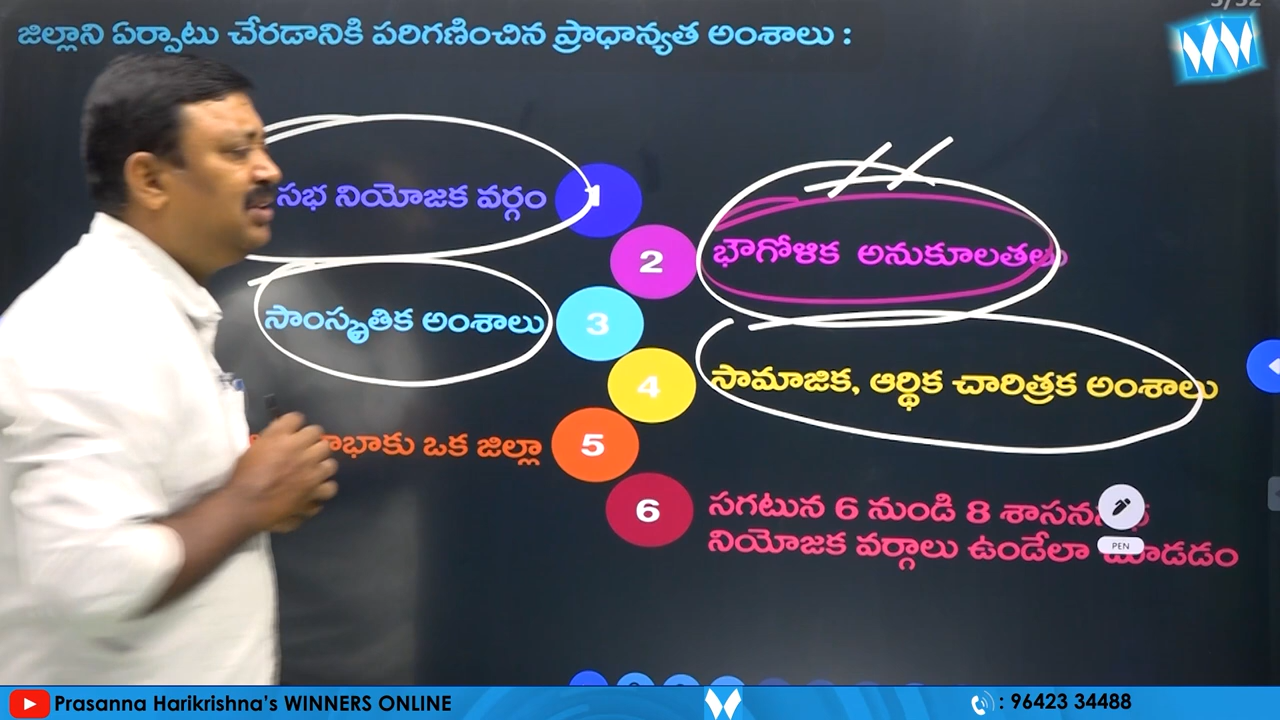 జిల్లాని ఏర్పాటు చేరడానికి పరిగణించిన ప్రాధాన్యత అంశాలు :
సభ నియోజక వర్గం
1
2
భౌగోళిక అనుకూలతలు
సాంస్కృతిక అంశాలు
3
4
సామాజిక, ఆర్థిక చారిత్రక అంశాలు
ఒక జిల్లా
5
6
సగటున 6 నుండి 8
నియోజక వర్గాలు ఉండేలా
PEN
Prasanna Harikrishna's WINNERS ONLINE
: 96423 34488